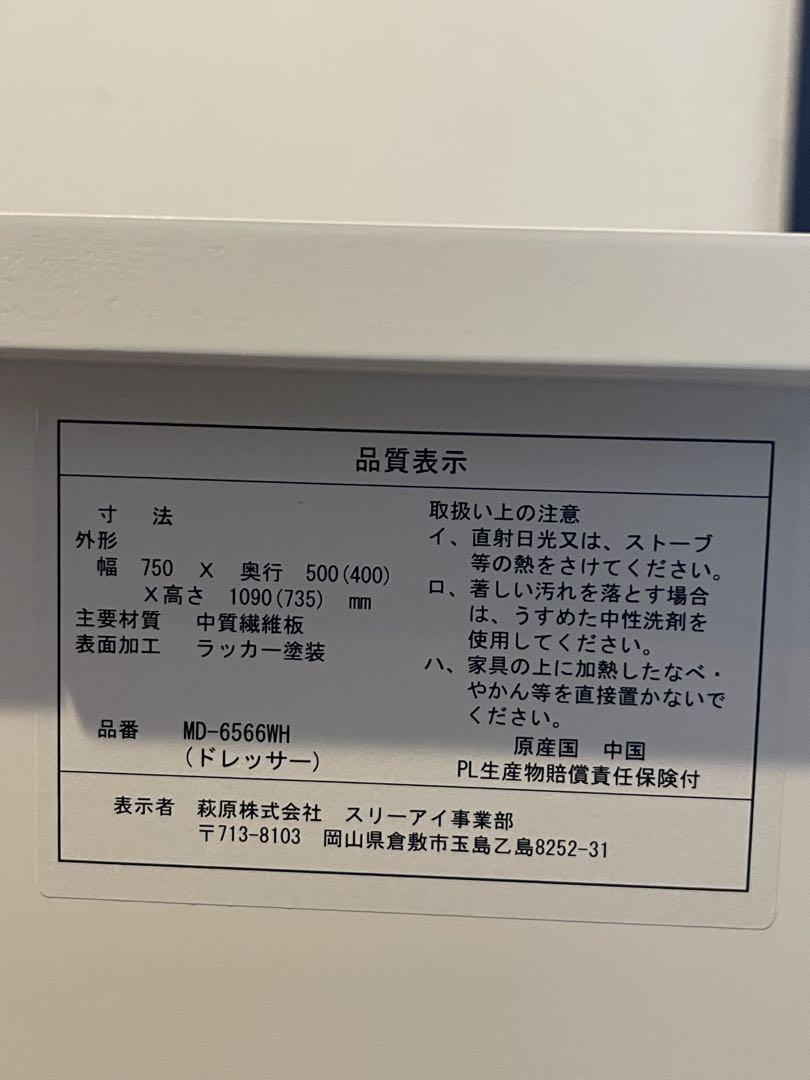 品質表示
寸 法
外形
幅 750 X 奥行 500(400)
X高さ 1090(735) mm
主要材質 中質繊維板
表面加工 ラッカー塗装
品番 MD-6566WH
(ドレッサー)
取扱い上の注意
イ、直射日光又は、ストーブ
等の熱をさけてください。
ロ、著しい汚れを落とす場合
は、うすめた中性洗剤を
使用してください。
ハ、家具の上に加熱したなべ・
やかん等を直接置かないで
ください。
原産国 中国
PL生産物賠償責任保険付
表示者 萩原株式会社 スリーアイ事業部
〒713-8103 岡山県倉敷市玉島乙島8252-31